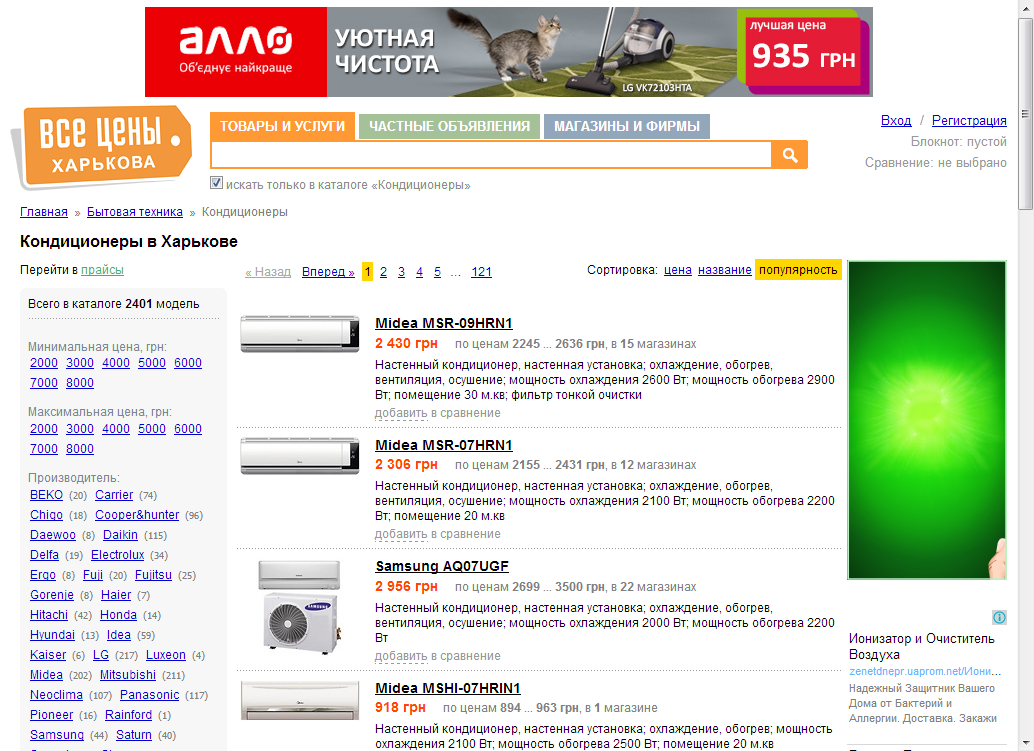 алло
Об'єднує найкраще
УЮТНАЯ
ЧИСТОТА
LG VK72103HTA
лучшая цена
935 ГРН
ВСЕ ЦЕНЫ
ХАРЬКОВА
ТОВАРЫ И УСЛУГИ
ЧАСТНЫЕ ОБЪЯВЛЕНИЯ
МАГАЗИНЫ И ФИРМЫ
искать только в каталоге «Кондиционеры»
Вход / Регистрация
Блокнот: пустой
Сравнение: не выбрано
Главная » Бытовая техника » Кондиционеры
Кондиционеры в Харькове
Перейти в прайсы
Всего в каталоге 2401 модель
Минимальная цена, грн:
2000 3000 4000 5000 6000
7000 8000
Максимальная цена, грн:
2000 3000 4000 5000 6000
7000 8000
Производитель:
BEKO (20) Carrier (74)
Chigo (18) Cooper&hunter (96)
Daewoo (8) Daikin (115)
Delfa (19) Electrolux (34)
Ergo (8) Fuji (20) Fujitsu (25)
Gorenje (8) Haier (7)
Hitachi (42) Honda (14)
Hyundai (13) Idea (59)
Kaiser (6) LG (217) Luxeon (4)
Midea (202) Mitsubishi (211)
Neoclima (107) Panasonic (117)
Pioneer (16) Rainford (1)
Samsung (44) Saturn (40)
« Назад Вперед » 1 2 3 4 5 ... 121
Сортировка: цена название популярность
Midea MSR-09HRN1
2 430 грн по ценам 2245 ... 2636 грн, в 15 магазинах
Настенный кондиционер, настенная установка; охлаждение, обогрев,
вентиляция, осушение; мощность охлаждения 2600 Вт; мощность обогрева 2900
Вт; помещение 30 м.кв; фильтр тонкой очистки
добавить в сравнение
Midea MSR-07HRN1
2 306 грн по ценам 2155 ... 2431 грн, в 12 магазинах
Настенный кондиционер, настенная установка; охлаждение, обогрев,
вентиляция, осушение; мощность охлаждения 2100 Вт; мощность обогрева 2200
Вт; помещение 20 м.кв
добавить в сравнение
SAMSUNG
Samsung AQ07UGF
2 956 грн по ценам 2699 ... 3500 грн, в 22 магазинах
Настенный кондиционер, настенная установка; охлаждение, обогрев,
вентиляция, осушение; мощность охлаждения 2000 Вт; мощность обогрева 2200
Вт
добавить в сравнение
Midea MSHI-07HRIN1
918 грн по ценам 894 ... 963 грн, в 1 магазине
Настенный кондиционер; охлаждение, обогрев; мощность
охлаждения 2100 Вт; мощность обогрева 2500 Вт; помещение 20 м.кв
Ионизатор и Очиститель
Воздуха
zenetdnepr.uaprom.net/Иони...
Надежный Защитник Вашего
Дома от Бактерий и
Аллергии. Доставка. Закажи